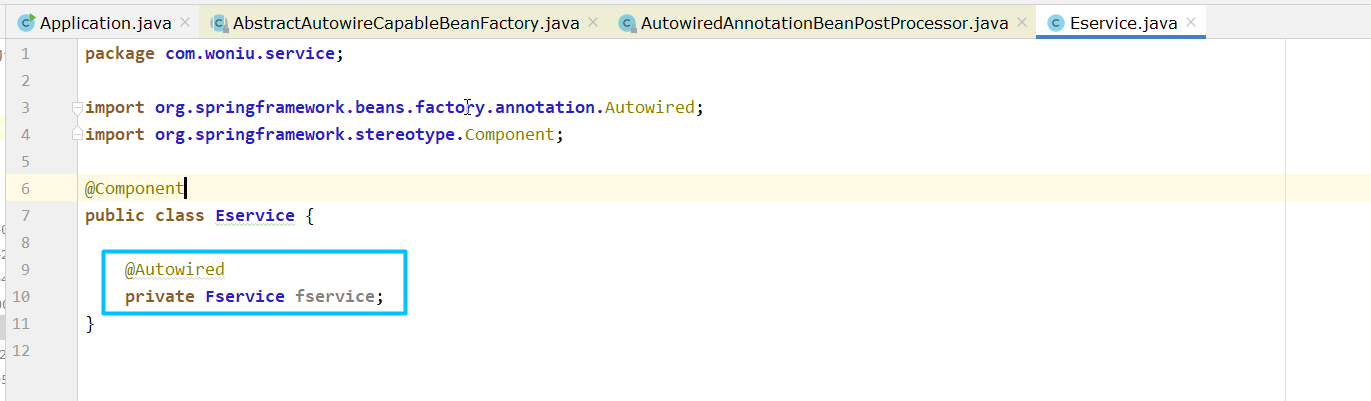 Application.java AbstractAutowireCapableBeanFactory.java AutowiredAnnotationBeanPostProcessor.java Eservice.java
1 package com.woniu.service;
2
3 import org.springframework.beans.factory.annotation.Autowired;
4 import org.springframework.stereotype.Component;
5
6 @Component
7 public class Eservice {
8
9 @Autowired
10 private Fservice fservice;
11 }
12